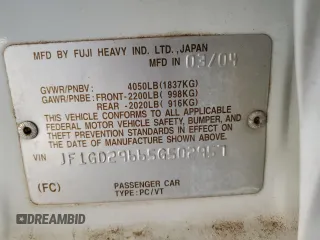 MFD BY FUJI HEAVY IND. LTD., JAPAN
MFD IN 03/04
GVWR/PNBV: 4050LB(1837KG)
GAWR/PNBE: FRONT-2200LB( 998KG)
REAR -2020LB( 916KG)
THIS VEHICLE CONFORMS TO ALL APPLICABLE
FEDERAL MOTOR VEHICLE SAFETY, BUMPER, AND
THEFT PREVENTION STANDARDS IN EFFECT ON THE
DATE OF MANUFACTURE SHOWN ABOVE.
VIN
(FC)
PASSENGER CAR
TYPE: PC/VT
DREAMBID